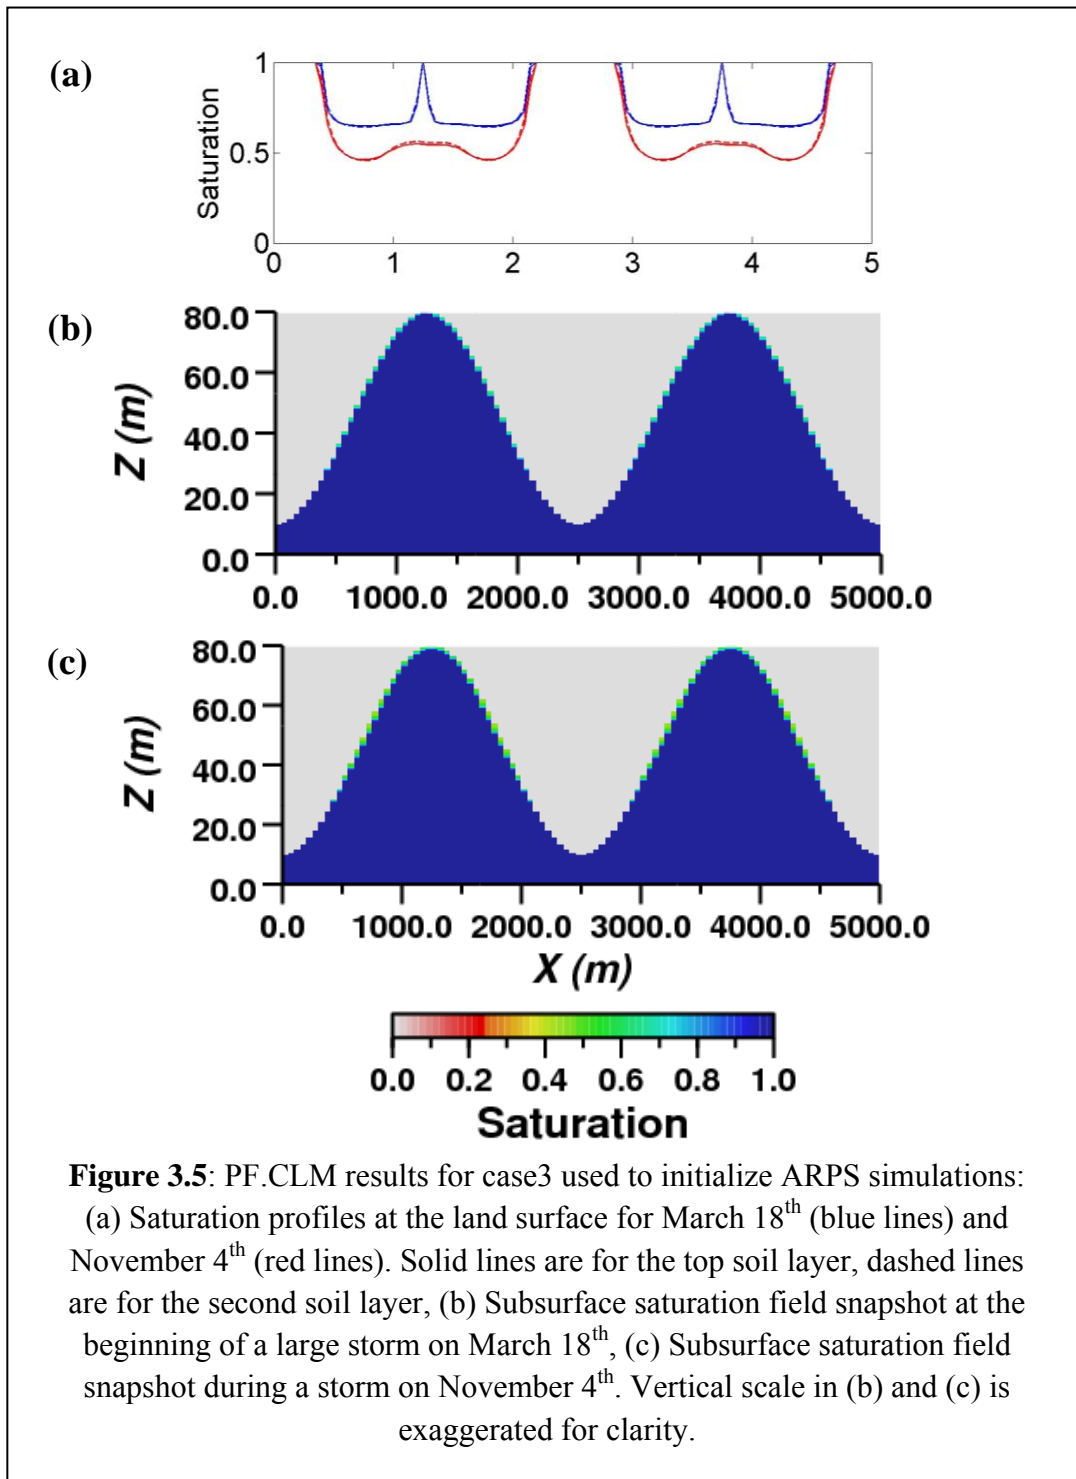 (a)
Saturation
1
0.5
0
0 1 2 3 4 5
(b)
Z (m)
80.0
60.0
40.0
20.0
0.0
0.0 1000.0 2000.0 3000.0 4000.0 5000.0
(c)
Z (m)
80.0
60.0
40.0
20.0
0.0
0.0 1000.0 2000.0 3000.0 4000.0 5000.0
X (m)
0.0 0.2 0.4 0.6 0.8 1.0
Saturation
Figure 3.5: PF.CLM results for case3 used to initialize ARPS simulations:
(a) Saturation profiles at the land surface for March 18th (blue lines) and
November 4th (red lines). Solid lines are for the top soil layer, dashed lines
are for the second soil layer, (b) Subsurface saturation field snapshot at the
beginning of a large storm on March 18th, (c) Subsurface saturation field
snapshot during a storm on November 4th. Vertical scale in (b) and (c) is
exaggerated for clarity.